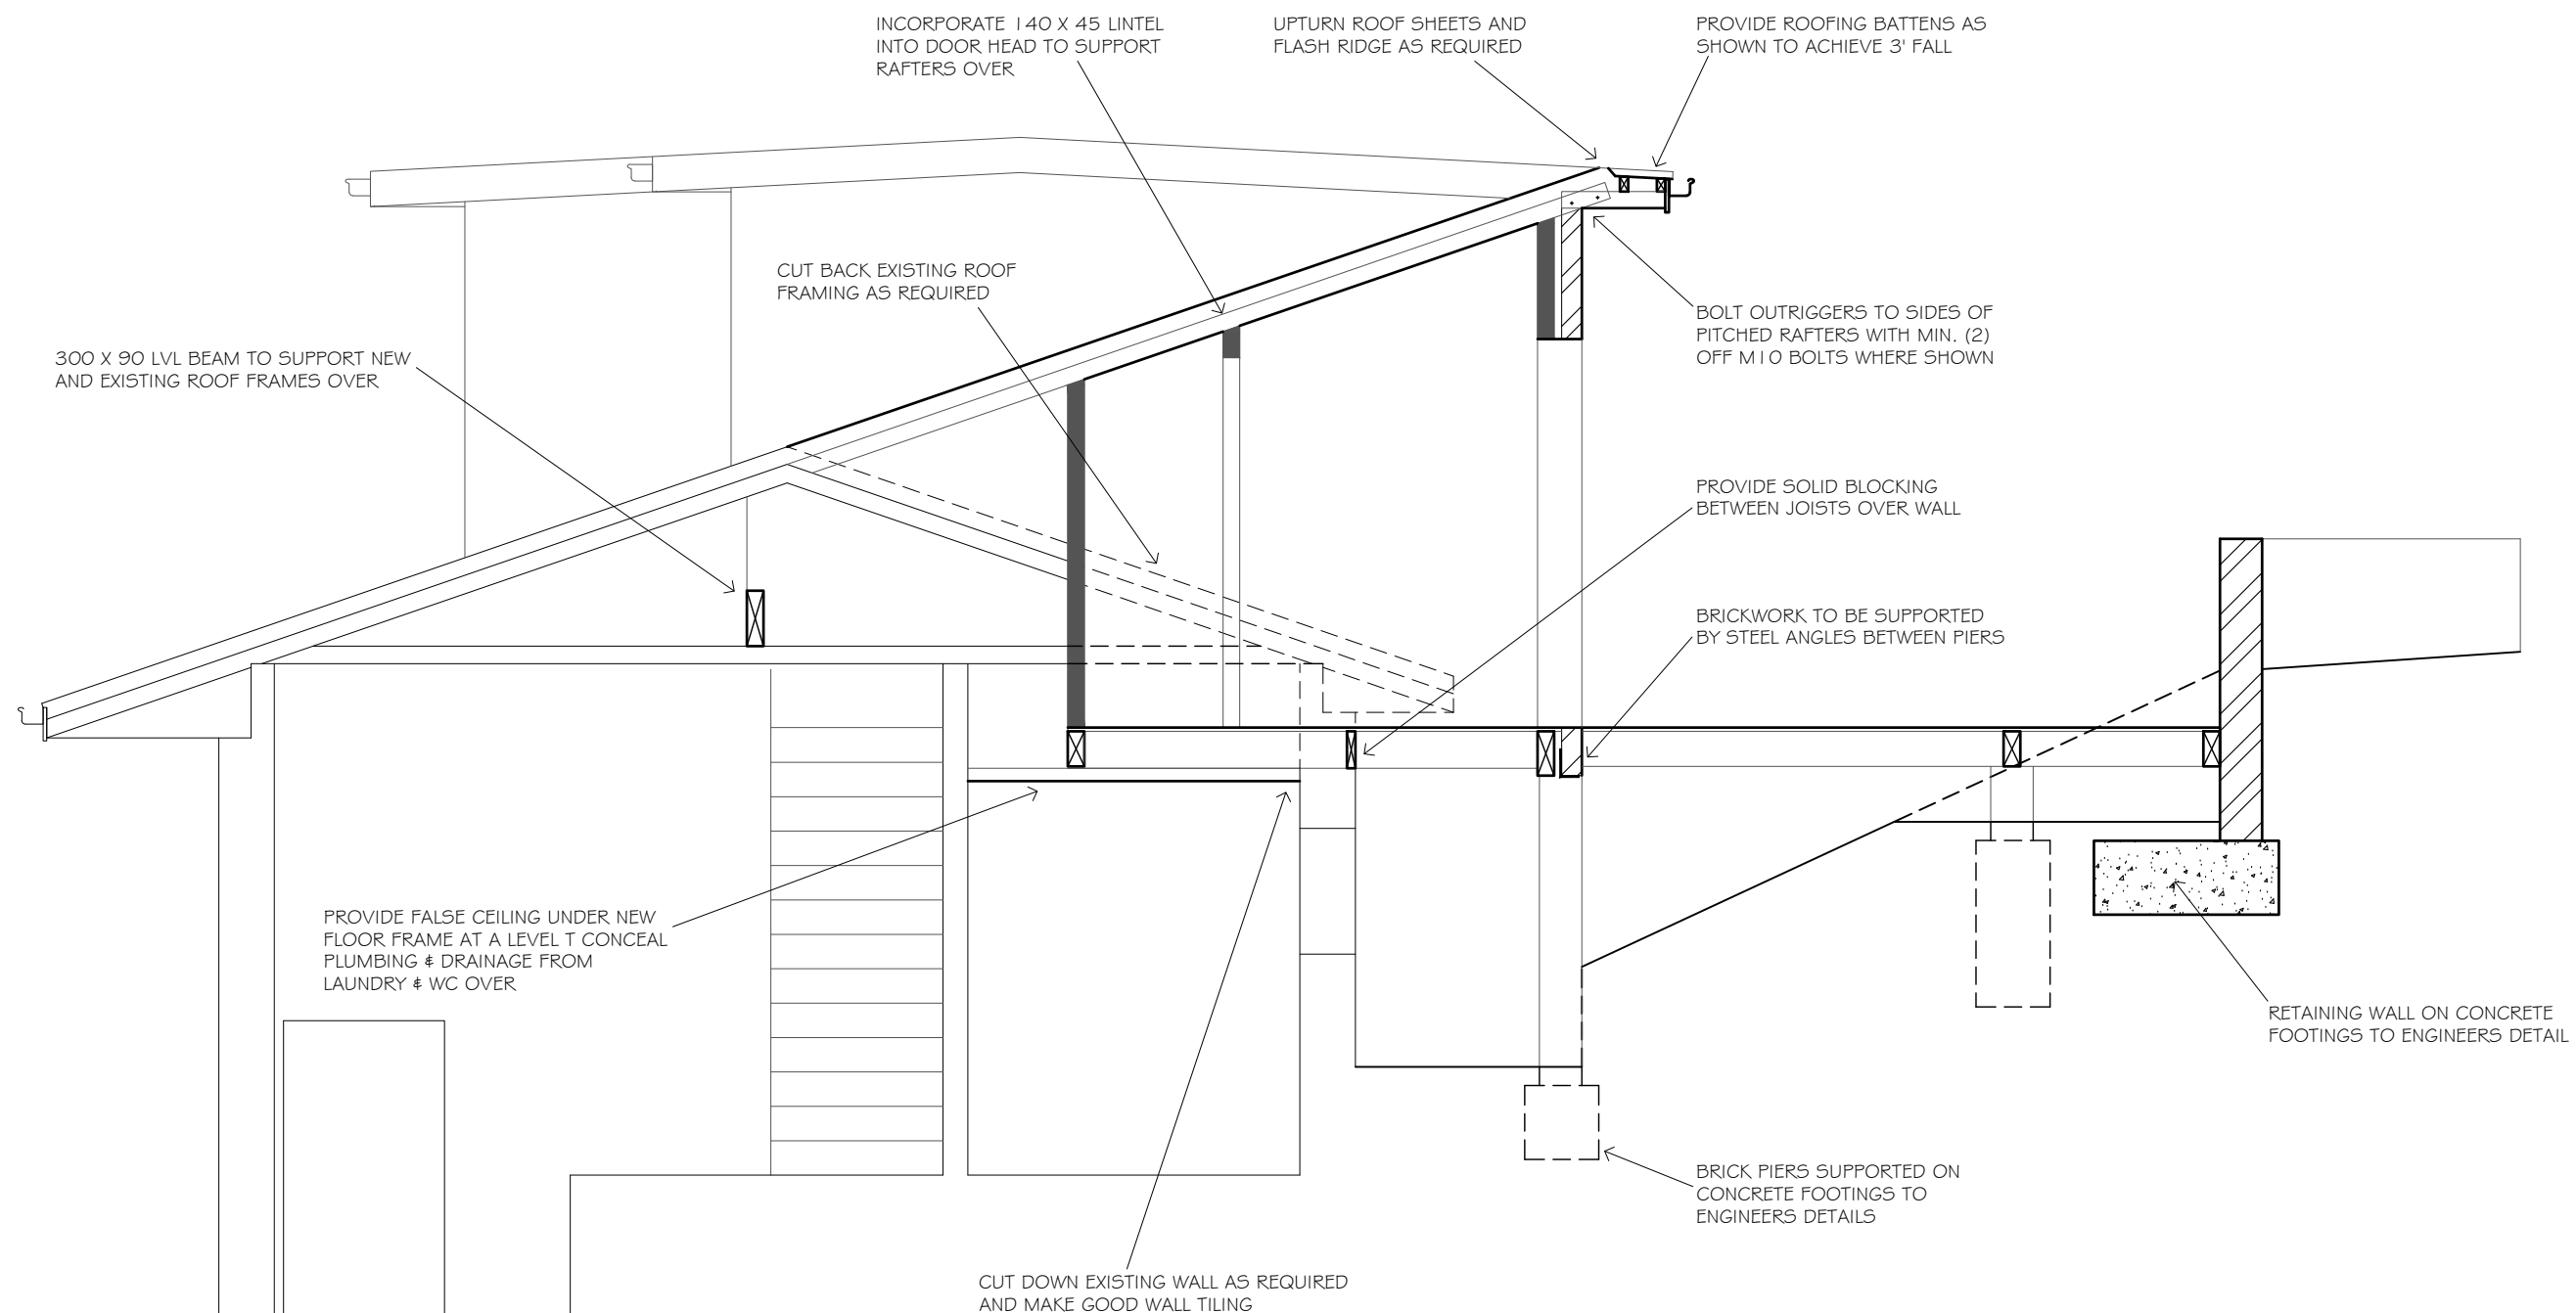 INCORPORATE 140 X 45 LINTEL
INTO DOOR HEAD TO SUPPORT
RAFTERS OVER
UPTURN ROOF SHEETS AND
FLASH RIDGE AS REQUIRED
PROVIDE ROOFING BATTENS AS
SHOWN TO ACHIEVE 3' FALL
CUT BACK EXISTING ROOF
FRAMING AS REQUIRED
BOLT OUTRIGGERS TO SIDES OF
PITCHED RAFTERS WITH MIN. (2)
OFF M10 BOLTS WHERE SHOWN
300 X 90 LVL BEAM TO SUPPORT NEW
AND EXISTING ROOF FRAMES OVER
PROVIDE SOLID BLOCKING
BETWEEN JOISTS OVER WALL
BRICKWORK TO BE SUPPORTED
BY STEEL ANGLES BETWEEN PIERS
PROVIDE FALSE CEILING UNDER NEW
FLOOR FRAME AT A LEVEL T CONCEAL
PLUMBING & DRAINAGE FROM
LAUNDRY & WC OVER
RETAINING WALL ON CONCRETE
FOOTINGS TO ENGINEERS DETAIL
BRICK PIERS SUPPORTED ON
CONCRETE FOOTINGS TO
ENGINEERS DETAILS
CUT DOWN EXISTING WALL AS REQUIRED
AND MAKE GOOD WALL TILING